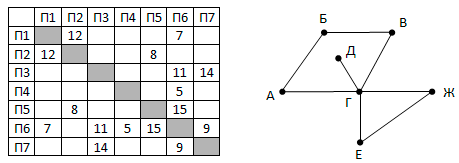 П1 П2 П3 П4 П5 П6 П7
П1 12 7
П2 12 8
П3 11 14
П4 5
П5 8 15
П6 7 11 5 15 9
П7 14 9
Б В
Д
А Г Ж
Е